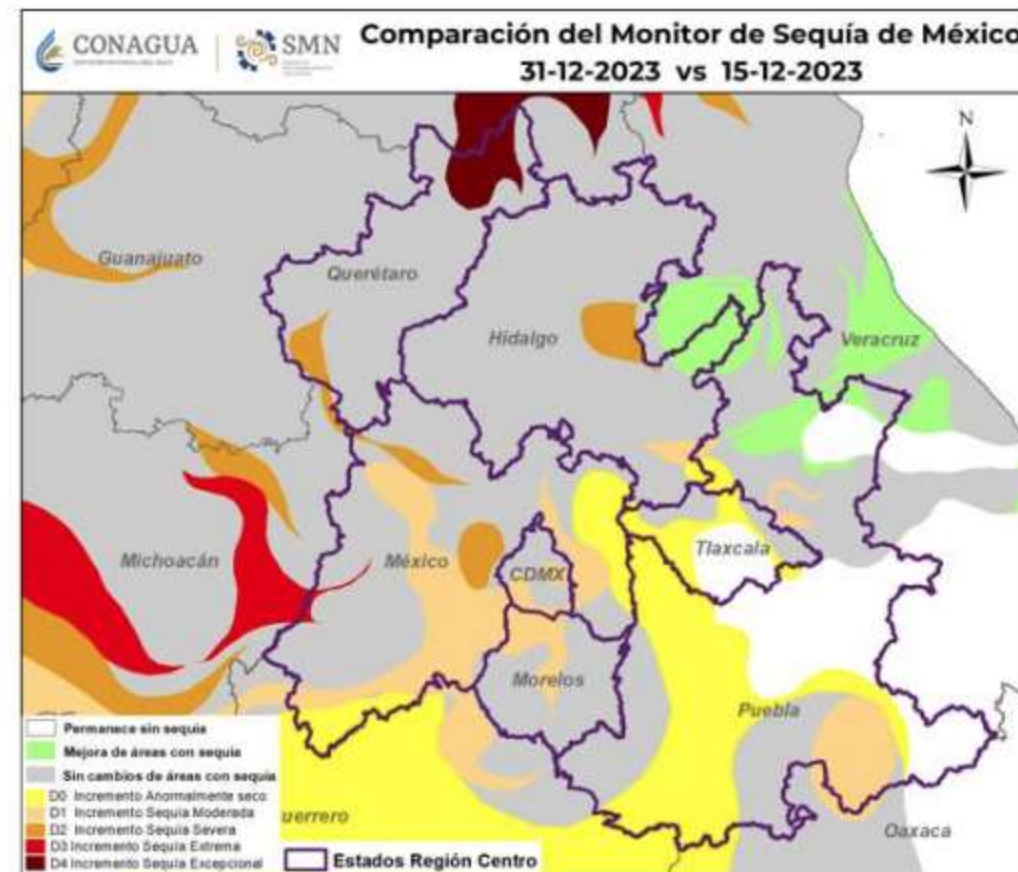 CONAGUA
SMN
Comparación del Monitor de Sequía de México
31-12-2023 vs 15-12-2023
N
Guanajuato
Querétaro
Hidalgo
Veracruz
Michoacán
México
CDMX
Tlaxcala
Morelos
Puebla
uerrero
Oaxaca
Permanece sin sequía
Mejora de áreas con sequía
Sin cambios de áreas con sequía
D0 Incremento Anormalmente seco
D1 Incremento Sequía Moderada
D2 Incremento Sequía Severa
D3 Incremento Sequía Extrema
D4 Incremento Sequía Excepcional
Estados Región Centro